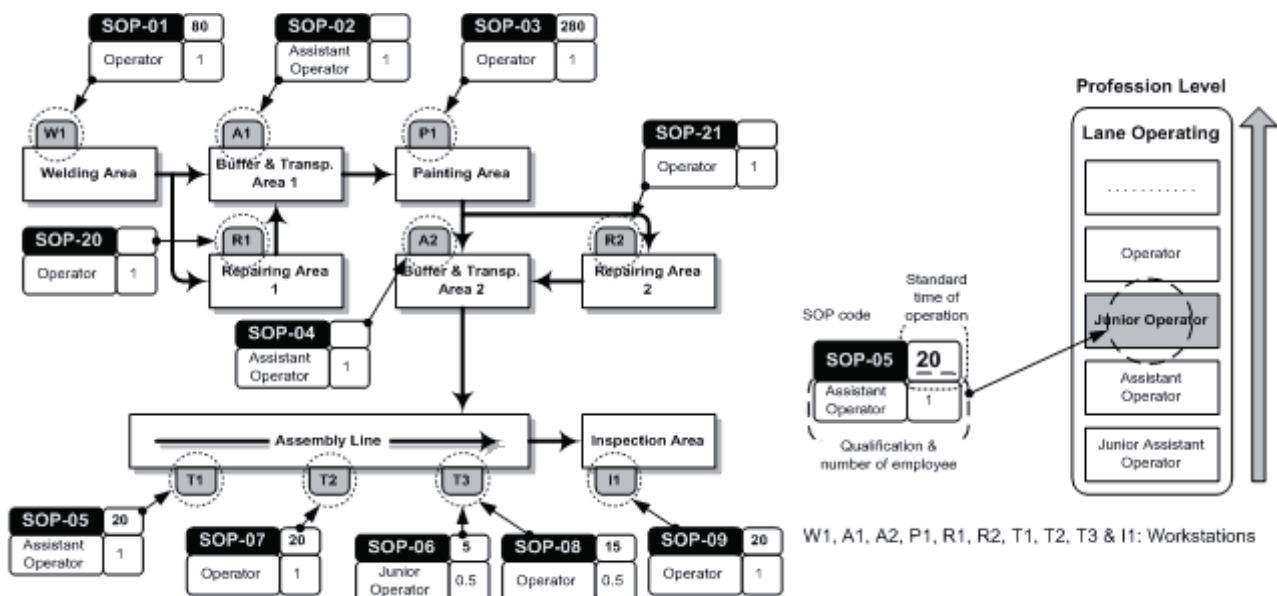 SOP-01 80
Operator 1
SOP-02
Assistant
Operator 1
SOP-03 280
Operator 1
W1
A1
P1
SOP-21
Operator 1
Welding Area
Buffer & Transp.
Area 1
Painting Area
SOP-20
Operator 1
R1
A2
R2
Repairing Area
1
Buffer & Transp.
Area 2
Repairing Area
2
SOP-04
Assistant
Operator 1
Assembly Line
Inspection Area
T1
T2
T3
I1
SOP-05 20
Assistant
Operator 1
SOP-07 20
Operator 1
SOP-06 5
Junior
Operator 0.5
SOP-08 15
Operator 0.5
SOP-09 20
Operator 1
Profession Level
Lane Operating
. . . . . . . . . . .
Operator
Junior Operator
Assistant
Operator
Junior Assistant
Operator
SOP code
Standard
time of
operation
SOP-05 20
Assistant
Operator 1
Qualification &
number of employee
W1, A1, A2, P1, R1, R2, T1, T2, T3 & I1: Workstations